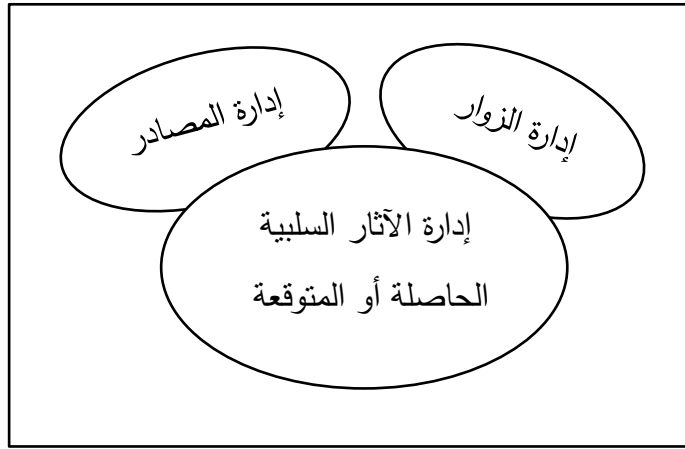 إدارة الزوار
إدارة المصادر
إدارة الآثار السلبية
الحاصلة أو المتوقعة